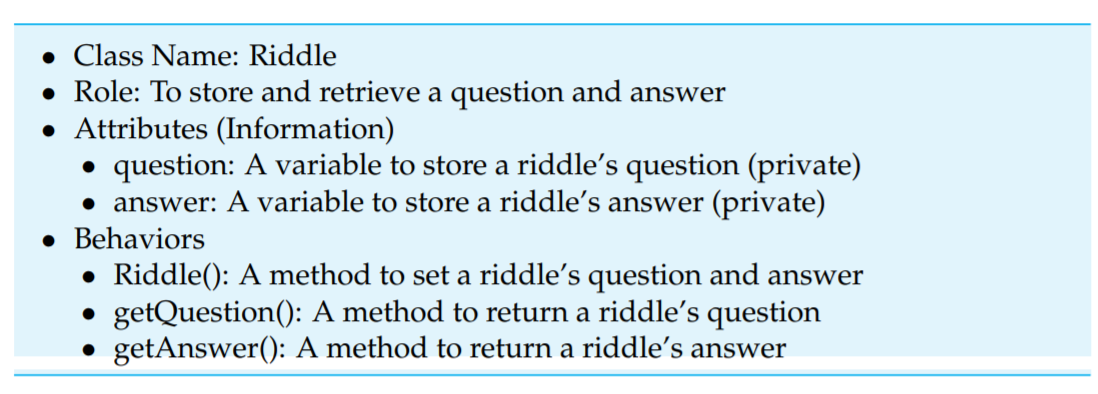 • Class Name: Riddle
• Role: To store and retrieve a question and answer
• Attributes (Information)
• question: A variable to store a riddle’s question (private)
• answer: A variable to store a riddle’s answer (private)
• Behaviors
• Riddle(): A method to set a riddle’s question and answer
• getQuestion(): A method to return a riddle’s question
• getAnswer(): A method to return a riddle’s answer